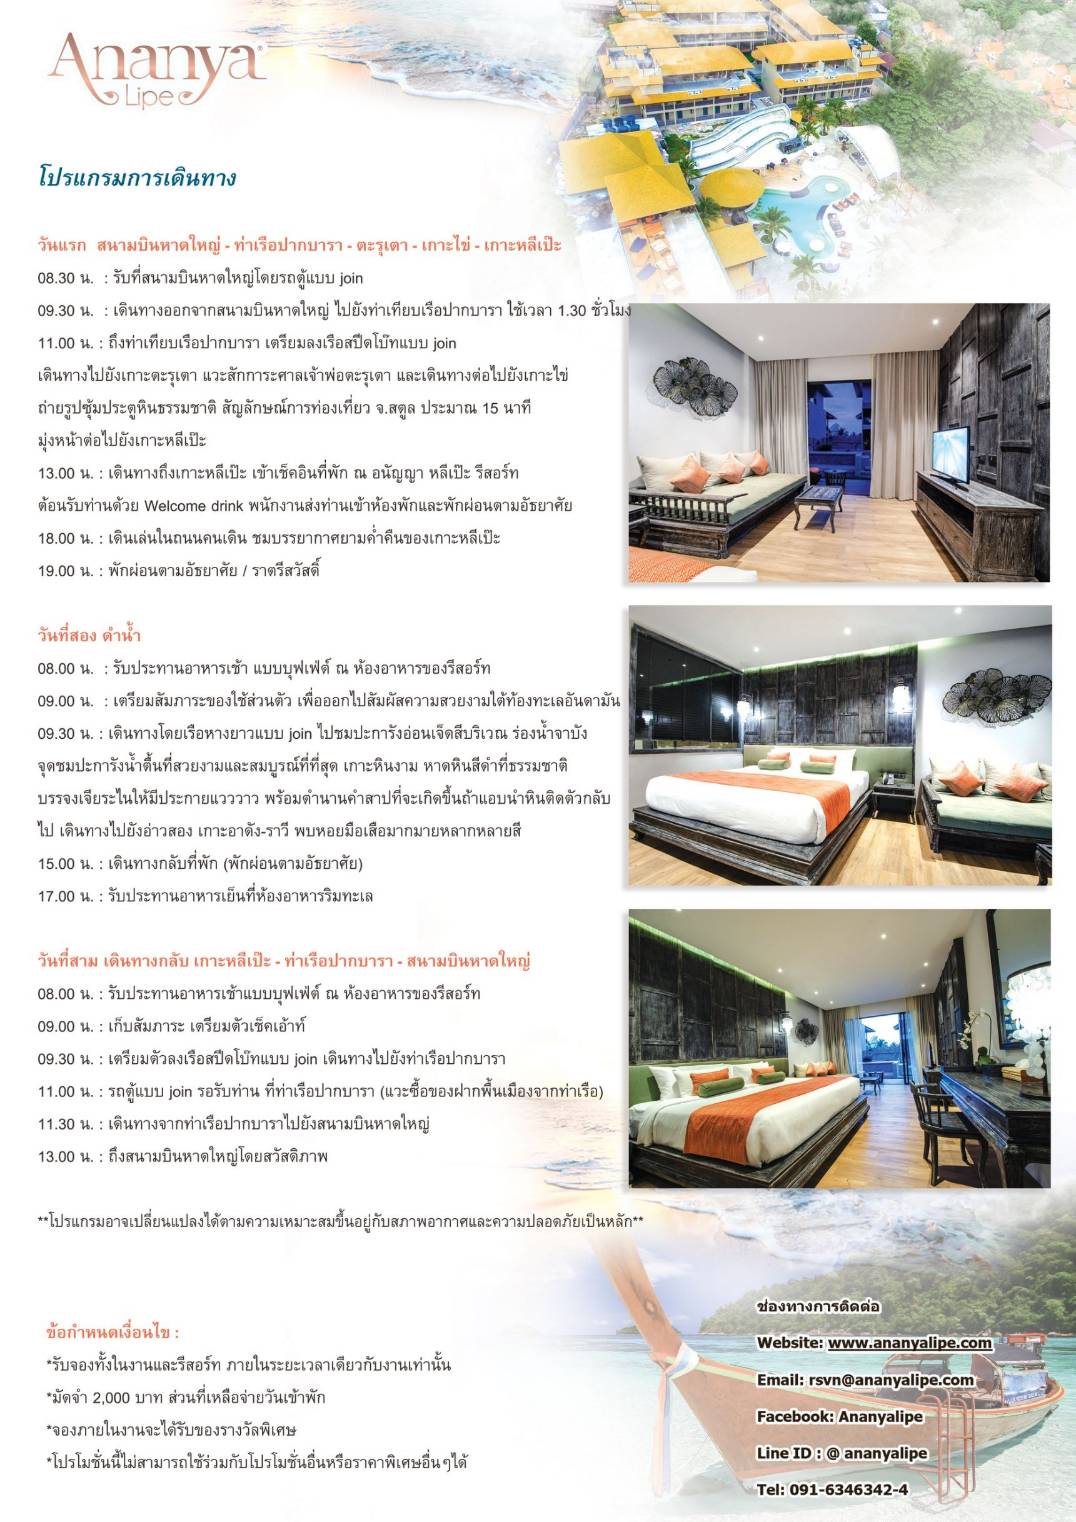 Ananya®
Lipe
โปรแกรมการเดินทาง
วันแรก สนามบินหาดใหญ่ - ท่าเรือปากบารา - ตะรุเตา - เกาะไข่ - เกาะหลีเป๊ะ
08.30 น. : รับที่สนามบินหาดใหญ่โดยรถตู้แบบ join
09.30 น. : เดินทางออกจากสนามบินหาดใหญ่ ไปยังท่าเทียบเรือปากบารา ใช้เวลา 1.30 ชั่วโมง
11.00 น. : ถึงท่าเทียบเรือปากบารา เตรียมลงเรือสปีดโบ๊ทแบบ join
เดินทางไปยังเกาะตะรุเตา แวะสักการะศาลเจ้าพ่อตะรุเตา และเดินทางต่อไปยังเกาะไข่
ถ่ายรูปซุ้มประตูหินธรรมชาติ สัญลักษณ์การท่องเที่ยว จ.สตูล ประมาณ 15 นาที
มุ่งหน้าต่อไปยังเกาะหลีเป๊ะ
13.00 น. : เดินทางถึงเกาะหลีเป๊ะ เข้าเช็คอินที่พัก ณ อนัญญา หลีเป๊ะ รีสอร์ท
ต้อนรับท่านด้วย Welcome drink พนักงานส่งท่านเข้าห้องพักและพักผ่อนตามอัธยาศัย
18.00 น. : เดินเล่นในถนนคนเดิน ชมบรรยากาศยามค่ำคืนของเกาะหลีเป๊ะ
19.00 น. : พักผ่อนตามอัธยาศัย / ราตรีสวัสดิ์
วันที่สอง ดำน้ำ
08.00 น. : รับประทานอาหารเช้า แบบบุฟเฟ่ต์ ณ ห้องอาหารของรีสอร์ท
09.00 น. : เตรียมสัมภาระของใช้ส่วนตัว เพื่อออกไปสัมผัสความสวยงามใต้ท้องทะเลอันดามัน
09.30 น. : เดินทางโดยเรือหางยาวแบบ join ไปชมปะการังอ่อนเจ็ดสีบริเวณ ร่องน้ำจาบัง
จุดชมปะการังน้ำตื้นที่สวยงามและสมบูรณ์ที่ที่สุด เกาะหินงาม หาดหินสีดำที่ธรรมชาติ
บรรจงเจียระไนให้มีประกายแวววาว พร้อมตำนานคำสาปที่จะเกิดขึ้นถ้าแอบนำหินติดตัวกลับ
ไป เดินทางไปยังอ่าวสอง เกาะอาดัง-ราวี พบหอยมือเสือมากมายหลากหลายสี
15.00 น. : เดินทางกลับที่พัก (พักผ่อนตามอัธยาศัย)
17.00 น. : รับประทานอาหารเย็นที่ห้องอาหารริมทะเล
วันที่สาม เดินทางกลับ เกาะหลีเป๊ะ - ท่าเรือปากบารา - สนามบินหาดใหญ่
08.00 น. : รับประทานอาหารเช้าแบบบุฟเฟ่ต์ ณ ห้องอาหารของรีสอร์ท
09.00 น. : เก็บสัมภาระ เตรียมตัวเช็คเอ้าท์
09.30 น. : เตรียมตัวลงเรือสปีดโบ๊ทแบบ join เดินทางไปยังท่าเรือปากบารา
11.00 น. : รถตู้แบบ join รอรับท่าน ที่ท่าเรือปากบารา (แวะซื้อของฝากพื้นเมืองจากท่าเรือ)
11.30 น. : เดินทางจากท่าเรือปากบาราไปยังสนามบินหาดใหญ่
13.00 น. : ถึงสนามบินหาดใหญ่โดยสวัสดิภาพ
**โปรแกรมอาจเปลี่ยนแปลงได้ตามความเหมาะสมขึ้นอยู่กับสภาพอากาศและความปลอดภัยเป็นหลัก**
ข้อกำหนดเงื่อนไข :
*รับจองทั้งในงานและรีสอร์ท ภายในระยะเวลาเดียวกับงานเท่านั้น
*มัดจำ 2,000 บาท ส่วนที่เหลือจ่ายวันเข้าพัก
*จองภายในงานจะได้รับของรางวัลพิเศษ
*โปรโมชั่นนี้ไม่สามารถใช้ร่วมกับโปรโมชั่นอื่นหรือราคาพิเศษอื่นๆได้
ช่องทางการติดต่อ
Website: www.ananyalipe.com
Email: rsvn@ananyalipe.com
Facebook: Ananyalipe
Line ID : @ ananyalipe
Tel: 091-6346342-4